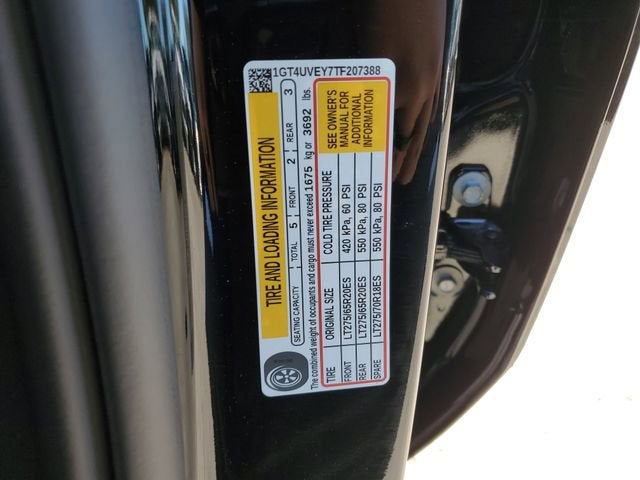 1GT4UVEY7TF207388
TIRE AND LOADING INFORMATION
SEATING CAPACITY TOTAL 5 FRONT 2 REAR 3
The combined weight of occupants and cargo must never exceed 1675 kg or 3692 lbs.
TIRE ORIGINAL SIZE COLD TIRE PRESSURE
FRONT LT275/65R20ES 420 kPa, 60 PSI
REAR LT275/65R20ES 550 kPa, 80 PSI
SPARE LT275/70R18ES 550 kPa, 80 PSI
SEE OWNER'S
MANUAL FOR
ADDITIONAL
INFORMATION